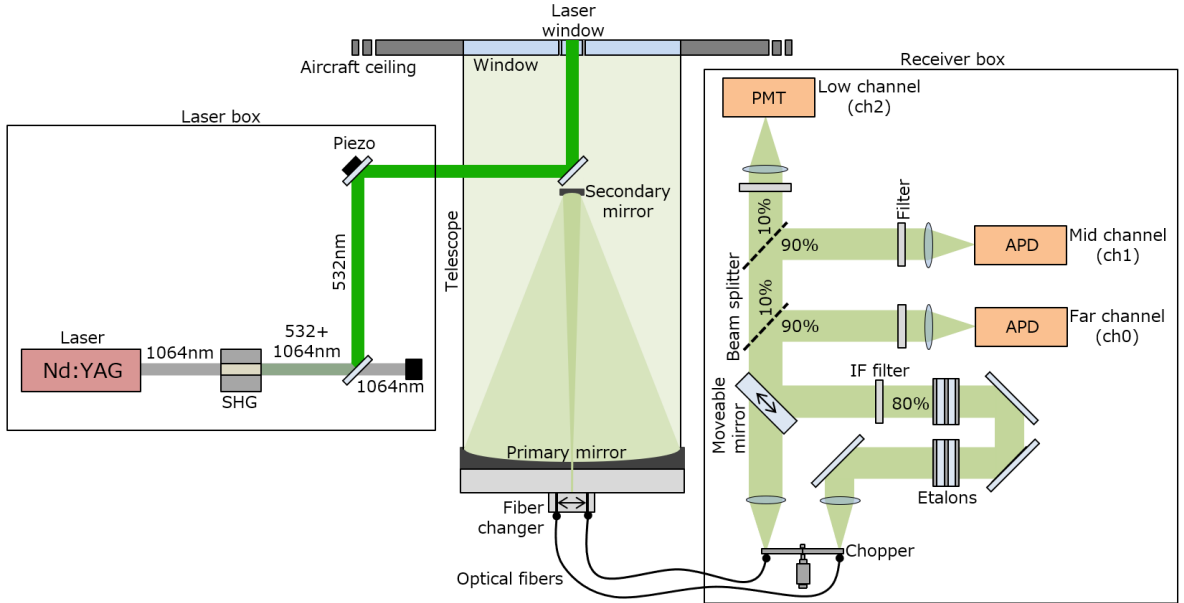 Laser
window
Aircraft ceiling
Window
Laser box
Piezo
532nm
Laser
Nd:YAG
1064nm
SHG
532+
1064nm
1064nm
Telescope
Secondary
mirror
Primary mirror
Fiber
changer
Optical fibers
Receiver box
PMT
Low channel
(ch2)
10%
90%
Filter
APD
Mid channel
(ch1)
Beam splitter
10%
90%
APD
Far channel
(ch0)
Moveable
mirror
IF filter
80%
Etalons
Chopper